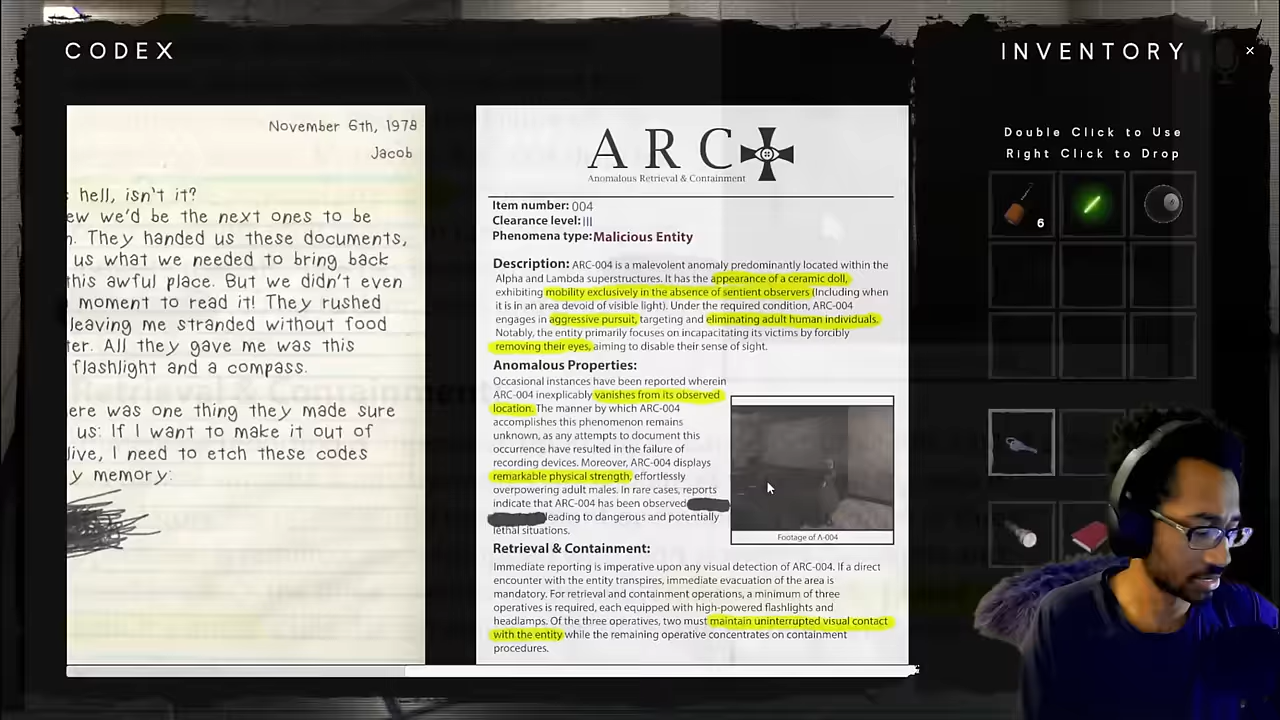 CODEX
INVENTORY
Double Click to Use
Right Click to Drop
6
November 6th, 1978
Jacob
hell, isn't it?
we'd be the next ones to be
They handed us these documents,
us what we needed to bring back
this awful place. But we didn't even
moment to read it! They rushed
leaving me stranded without food
All they gave me was this
flashlight and a compass.
was one thing they made sure
us: If I want to make it out of
I need to etch these codes
memory:
ARC
Anomalous Retrieval & Containment
Item number: 004
Clearance level: III
Phenomena type: Malicious Entity
Description: ARC-004 is a malevolent anomaly predominantly located within the
Alpha and Lambda superstructures. It has the appearance of a ceramic doll,
exhibiting mobility exclusively in the absence of sentient observers (Including when
it is in an area devoid of visible light). Under the required condition, ARC-004
engages in aggressive pursuit, targeting and eliminating adult human individuals.
Notably, the entity primarily focuses on incapacitating its victims by forcibly
removing their eyes, aiming to disable their sense of sight.
Anomalous Properties:
Occasional instances have been reported wherein
ARC-004 inexplicably vanishes from its observed
location. The manner by which ARC-004
accomplishes this phenomenon remains
unknown, as any attempts to document this
occurrence have resulted in the failure of
recording devices. Moreover, ARC-004 displays
remarkable physical strength, effortlessly
overpowering adult males. In rare cases, reports
indicate that ARC-004 has been observed
leading to dangerous and potentially
lethal situations.
Footage of A-004
Retrieval & Containment:
Immediate reporting is imperative upon any visual detection of ARC-004. If a direct
encounter with the entity transpires, immediate evacuation of the area is
mandatory. For retrieval and containment operations, a minimum of three
operatives is required, each equipped with high-powered flashlights and
headlamps. Of the three operatives, two must maintain uninterrupted visual contact
with the entity while the remaining operative concentrates on containment
procedures.